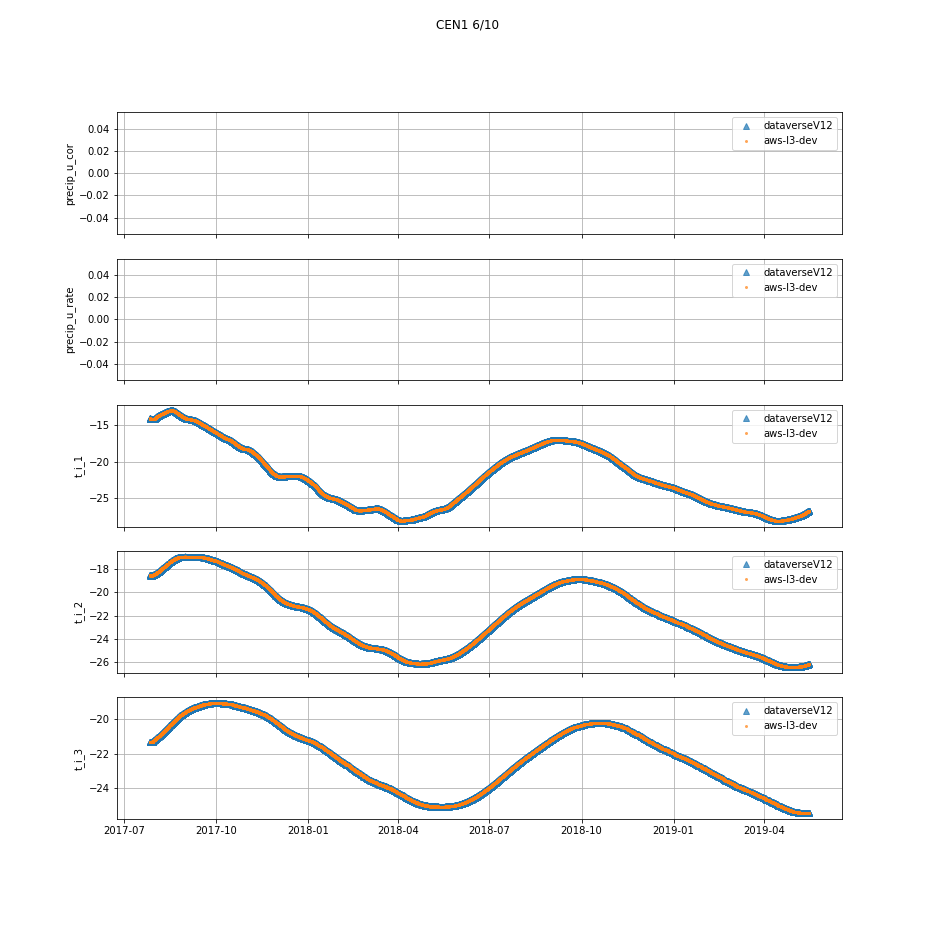 CEN1 6/10
precip_u_cor
0.04
0.02
0.00
−0.02
−0.04
dataverseV12
aws-l3-dev
precip_u_rate
0.04
0.02
0.00
−0.02
−0.04
dataverseV12
aws-l3-dev
t_i_1
−15
−20
−25
dataverseV12
aws-l3-dev
t_i_2
−18
−20
−22
−24
−26
dataverseV12
aws-l3-dev
t_i_3
−20
−22
−24
dataverseV12
aws-l3-dev
2017-07 2017-10 2018-01 2018-04 2018-07 2018-10 2019-01 2019-04